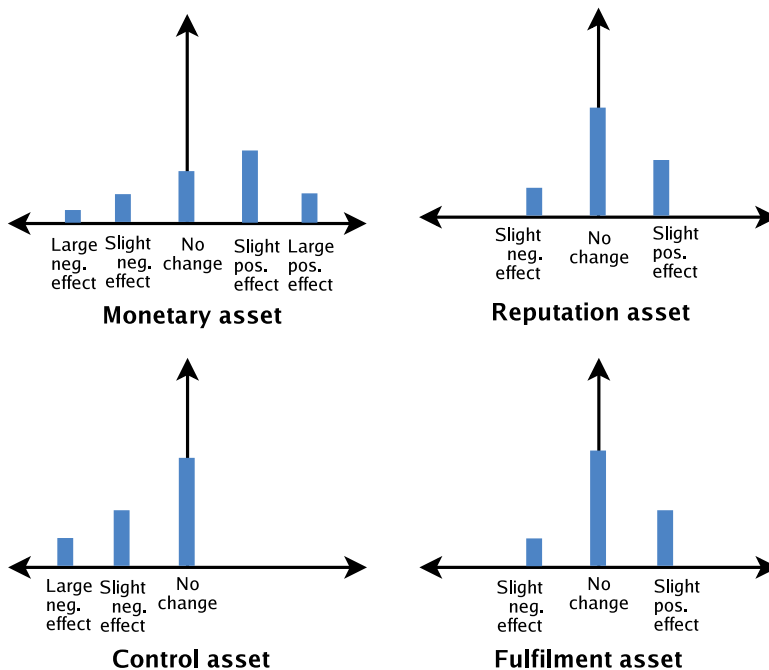 Large
neg.
effect
Slight
neg.
effect
No
change
Slight
pos.
effect
Large
pos.
effect
Monetary asset
Slight
neg.
effect
No
change
Slight
pos.
effect
Reputation asset
Large
neg.
effect
Slight
neg.
effect
No
change
Control asset
Slight
neg.
effect
No
change
Slight
pos.
effect
Fulfilment asset